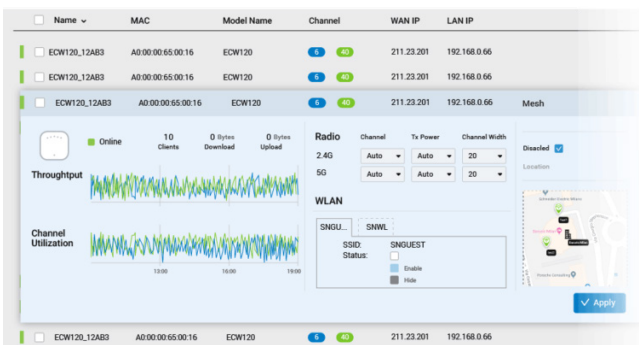 Name MAC Model Name Channel WAN IP LAN IP
ECW120_12AB3 A0:00:00:65:00:16 ECW120 6 40 211.23.201 192.168.0.66
ECW120_12AB3 A0:00:00:65:00:16 ECW120 6 40 211.23.201 192.168.0.66
ECW120_12AB3 A0:00:00:65:00:16 ECW120 6 40 211.23.201 192.168.0.66 Mesh
Online 10 Clients 0 Bytes Download 0 Bytes Upload
Throughtput
Channel Utilization
13:00 16:00 19:00
Radio Channel Tx Power Channel Width
2.4G Auto Auto 20
5G Auto Auto 20
WLAN
SNGU... SNWL
SSID: SNGUEST
Status:
Enable
Hide
Disacled
Location
Apply
ECW120_12AB3 A0:00:00:65:00:16 ECW120 6 40 211.23.201 192.168.0.66